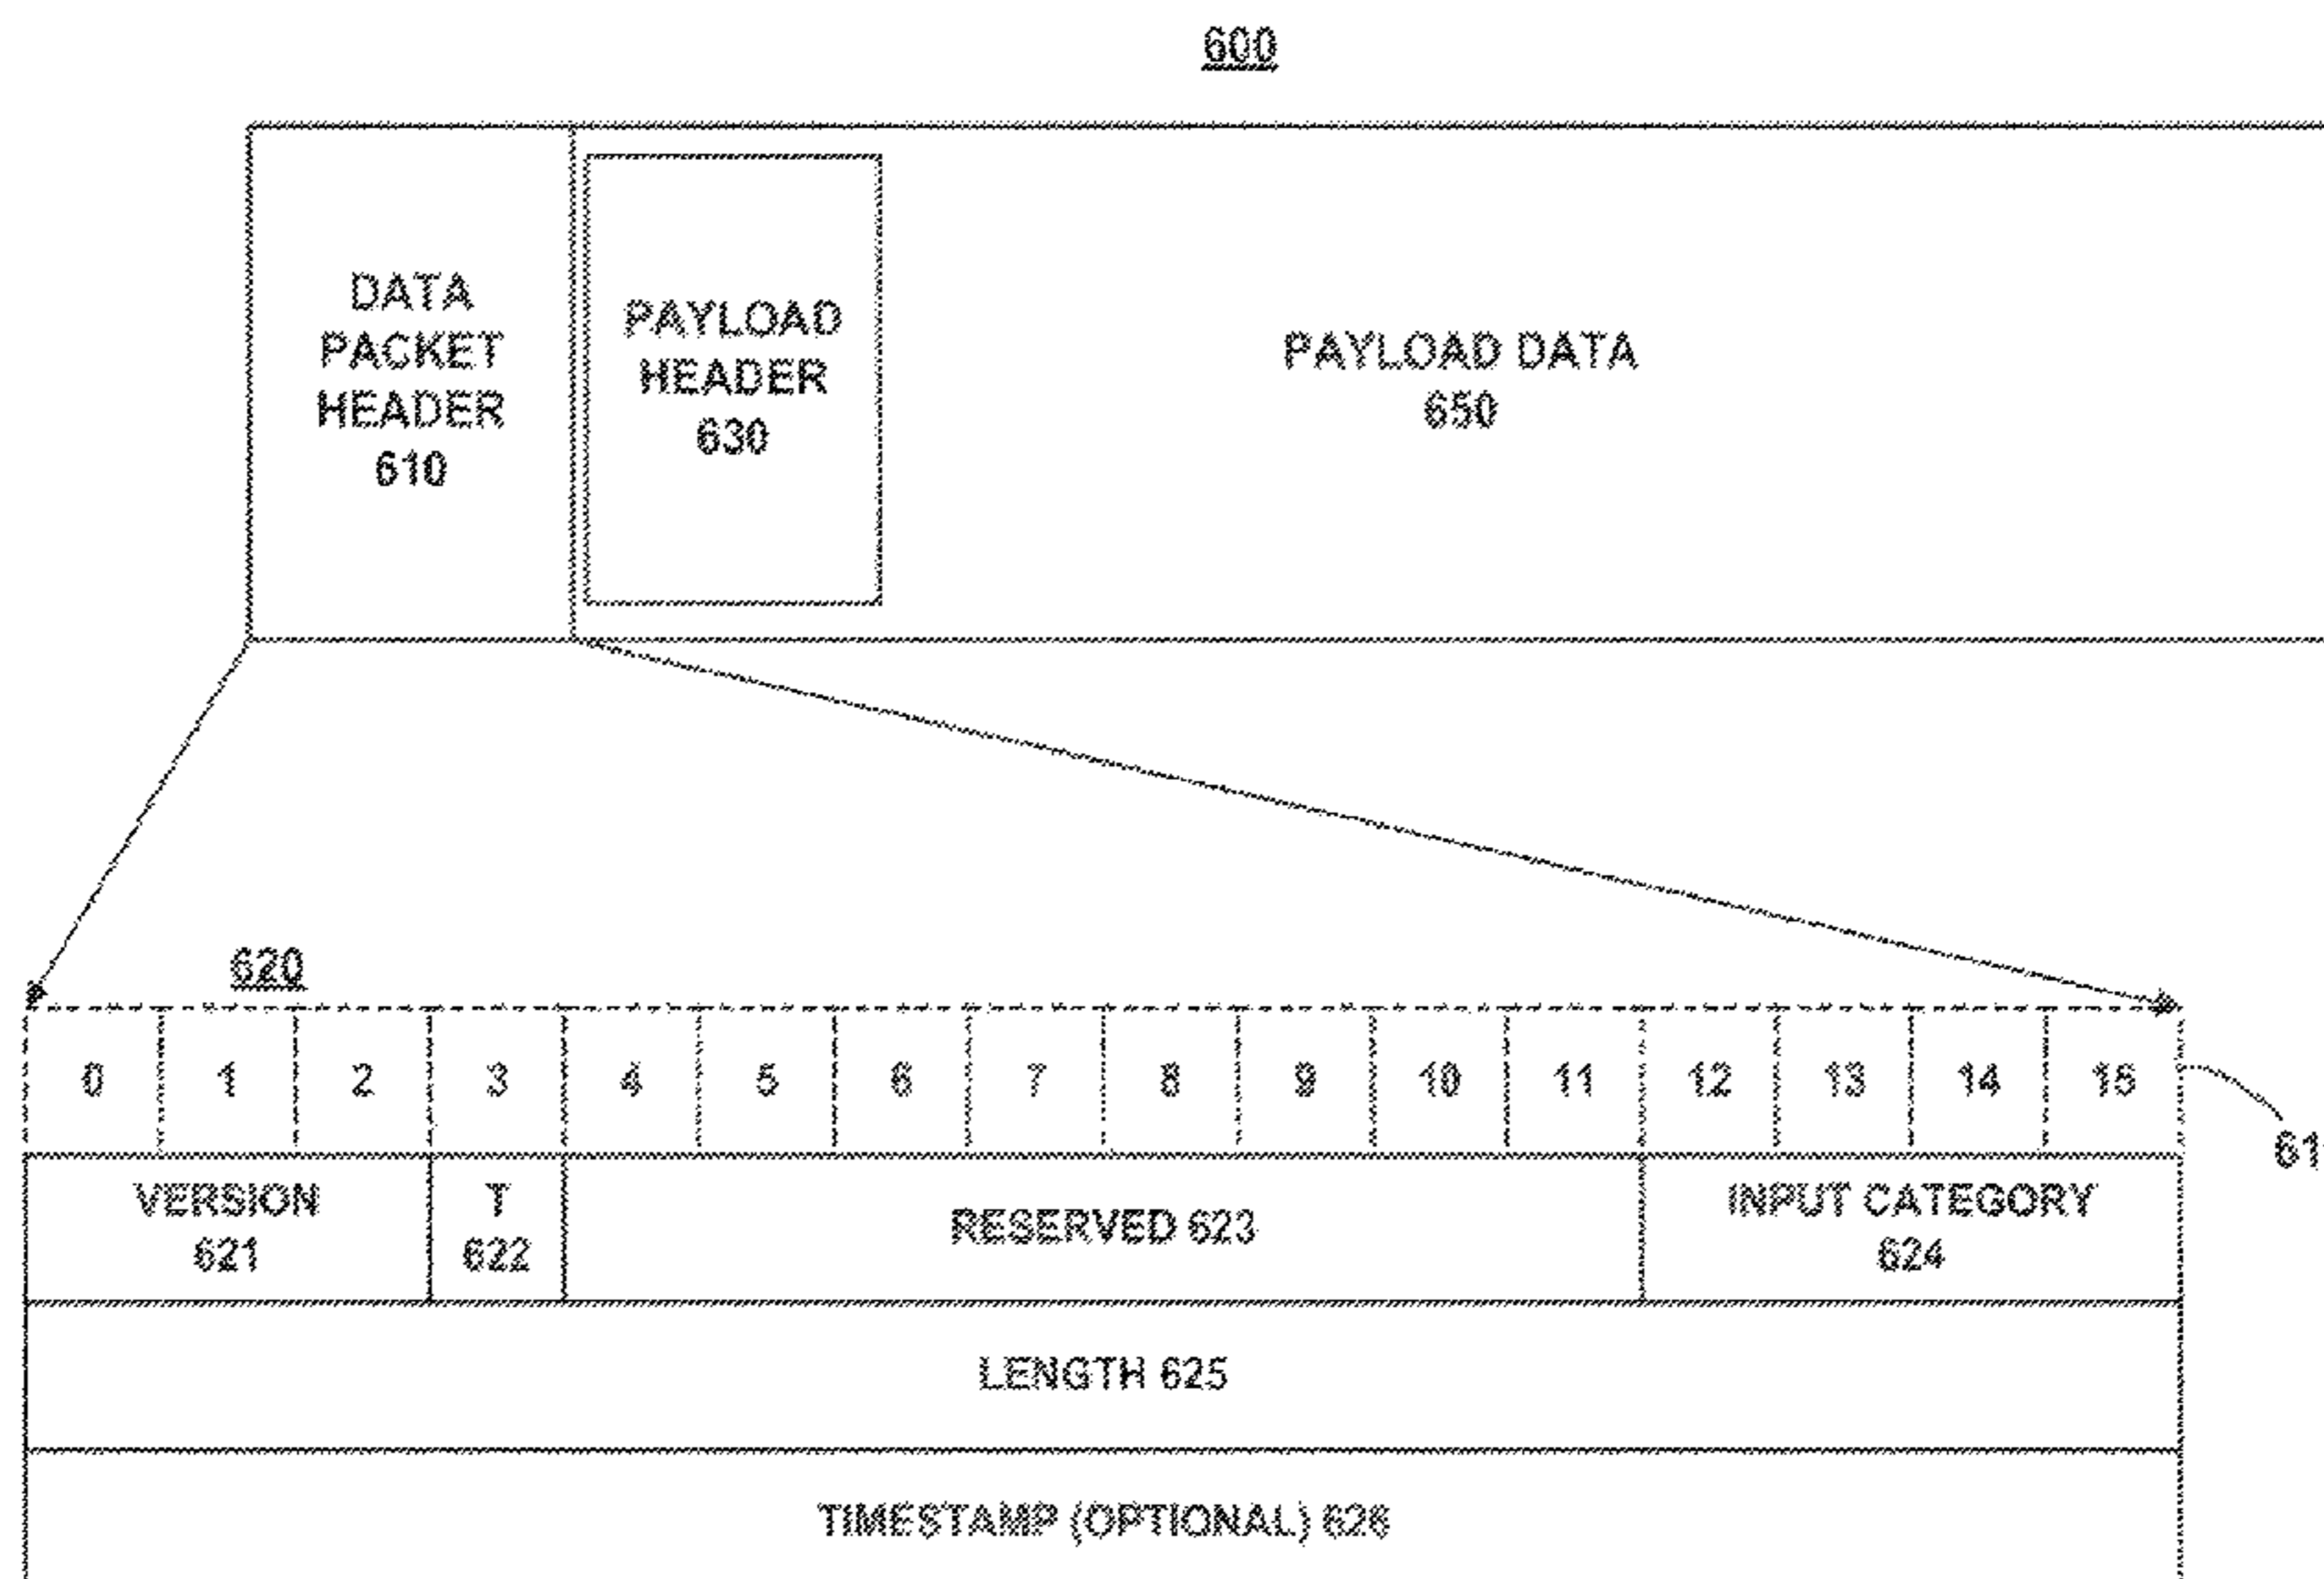 600
DATA
PACKET
HEADER
610
PAYLOAD
HEADER
630
PAYLOAD DATA
650
620
0 1 2 3 4 5 6 7 8 9 10 11 12 13 14 15
VERSION
621
T
622
RESERVED 623
INPUT CATEGORY
624
LENGTH 625
TIMESTAMP (OPTIONAL) 626